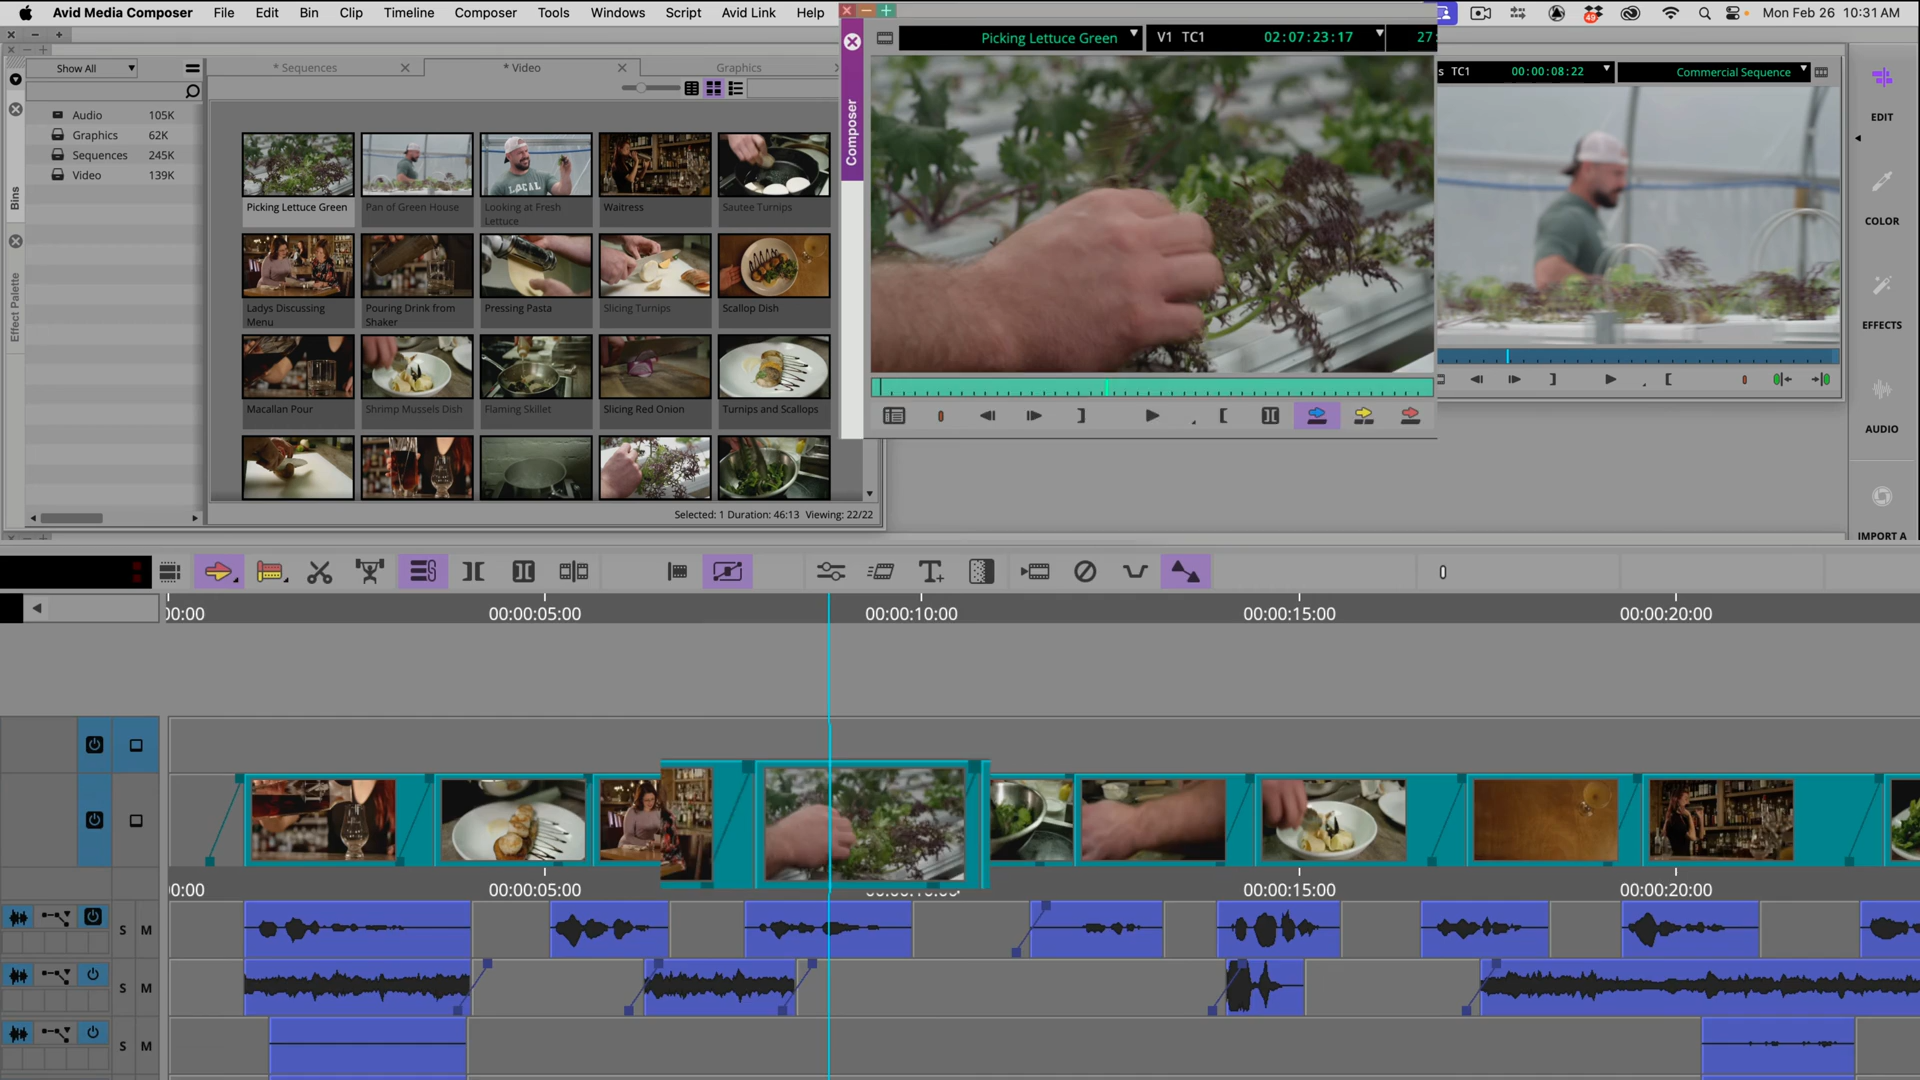 Avid Media Composer File Edit Bin Clip Timeline Composer Tools Windows Script Avid Link Help
49
Mon Feb 26 10:31 AM
Show All
* Sequences
* Video
Graphics
Audio 105K
Graphics 62K
Sequences 245K
Video 139K
Bins
Effect Palette
Picking Lettuce Green
Pan of Green House
Looking at Fresh
Lettuce
Waitress
Sautee Turnips
LOCAL
Ladys Discussing
Menu
Pouring Drink from
Shaker
Pressing Pasta
Slicing Turnips
Scallop Dish
Macallan Pour
Shrimp Mussels Dish
Flaming Skillet
Slicing Red Onion
Turnips and Scallops
Selected: 1 Duration: 46:13 Viewing: 22/22
Composer
Picking Lettuce Green
V1 TC1
02:07:23:17
27
s TC1
00:00:08:22
Commercial Sequence
EDIT
COLOR
EFFECTS
AUDIO
IMPORT A
00:00:05:00
00:00:10:00
00:00:15:00
00:00:20:00
00:00:05:00
00:00:15:00
00:00:20:00
S M
S M
S M